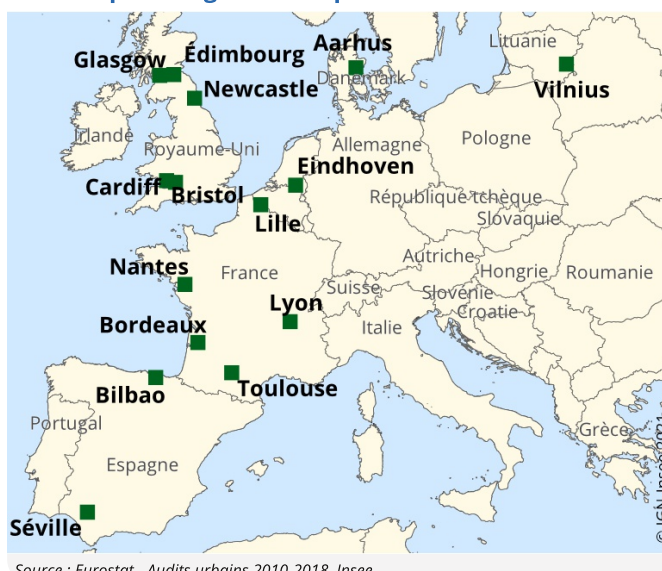 Aarhus
Lituanie
Glasgow
Édimbourg
Danemark
Vilnius
Newcastle
Irlande
Royaume-Uni
Allemagne
Pologne
Eindhoven
Cardiff
Bristol
République tchèque
Lille
Slovaquie
Autriche
Nantes
France
Suisse
Hongrie
Roumanie
Slovénie
Lyon
Croatie
Bordeaux
Italie
Bilbao
Toulouse
Portugal
Grèce
Espagne
Séville
Source : Eurostat - Audits urbains 2010-2018, Insee